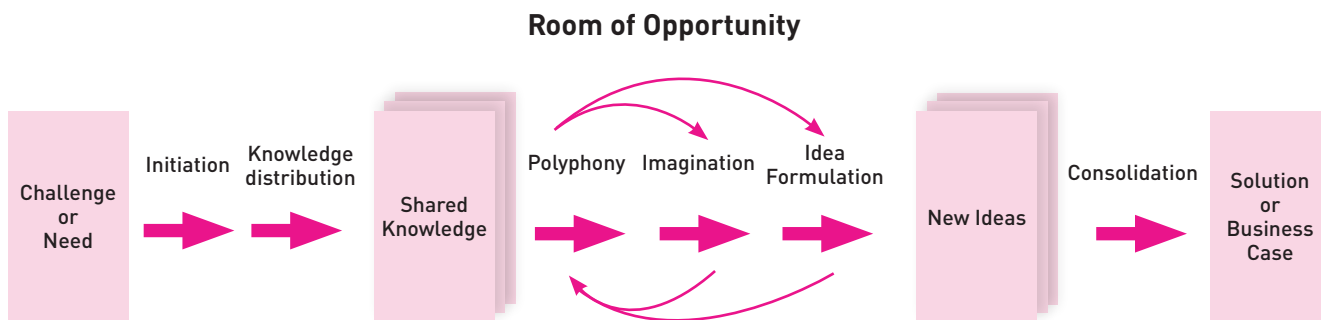 Room of Opportunity
Challenge
or
Need
Initiation
Knowledge
distribution
Shared
Knowledge
Polyphony
Imagination
Idea
Formulation
New Ideas
Consolidation
Solution
or
Business
Case